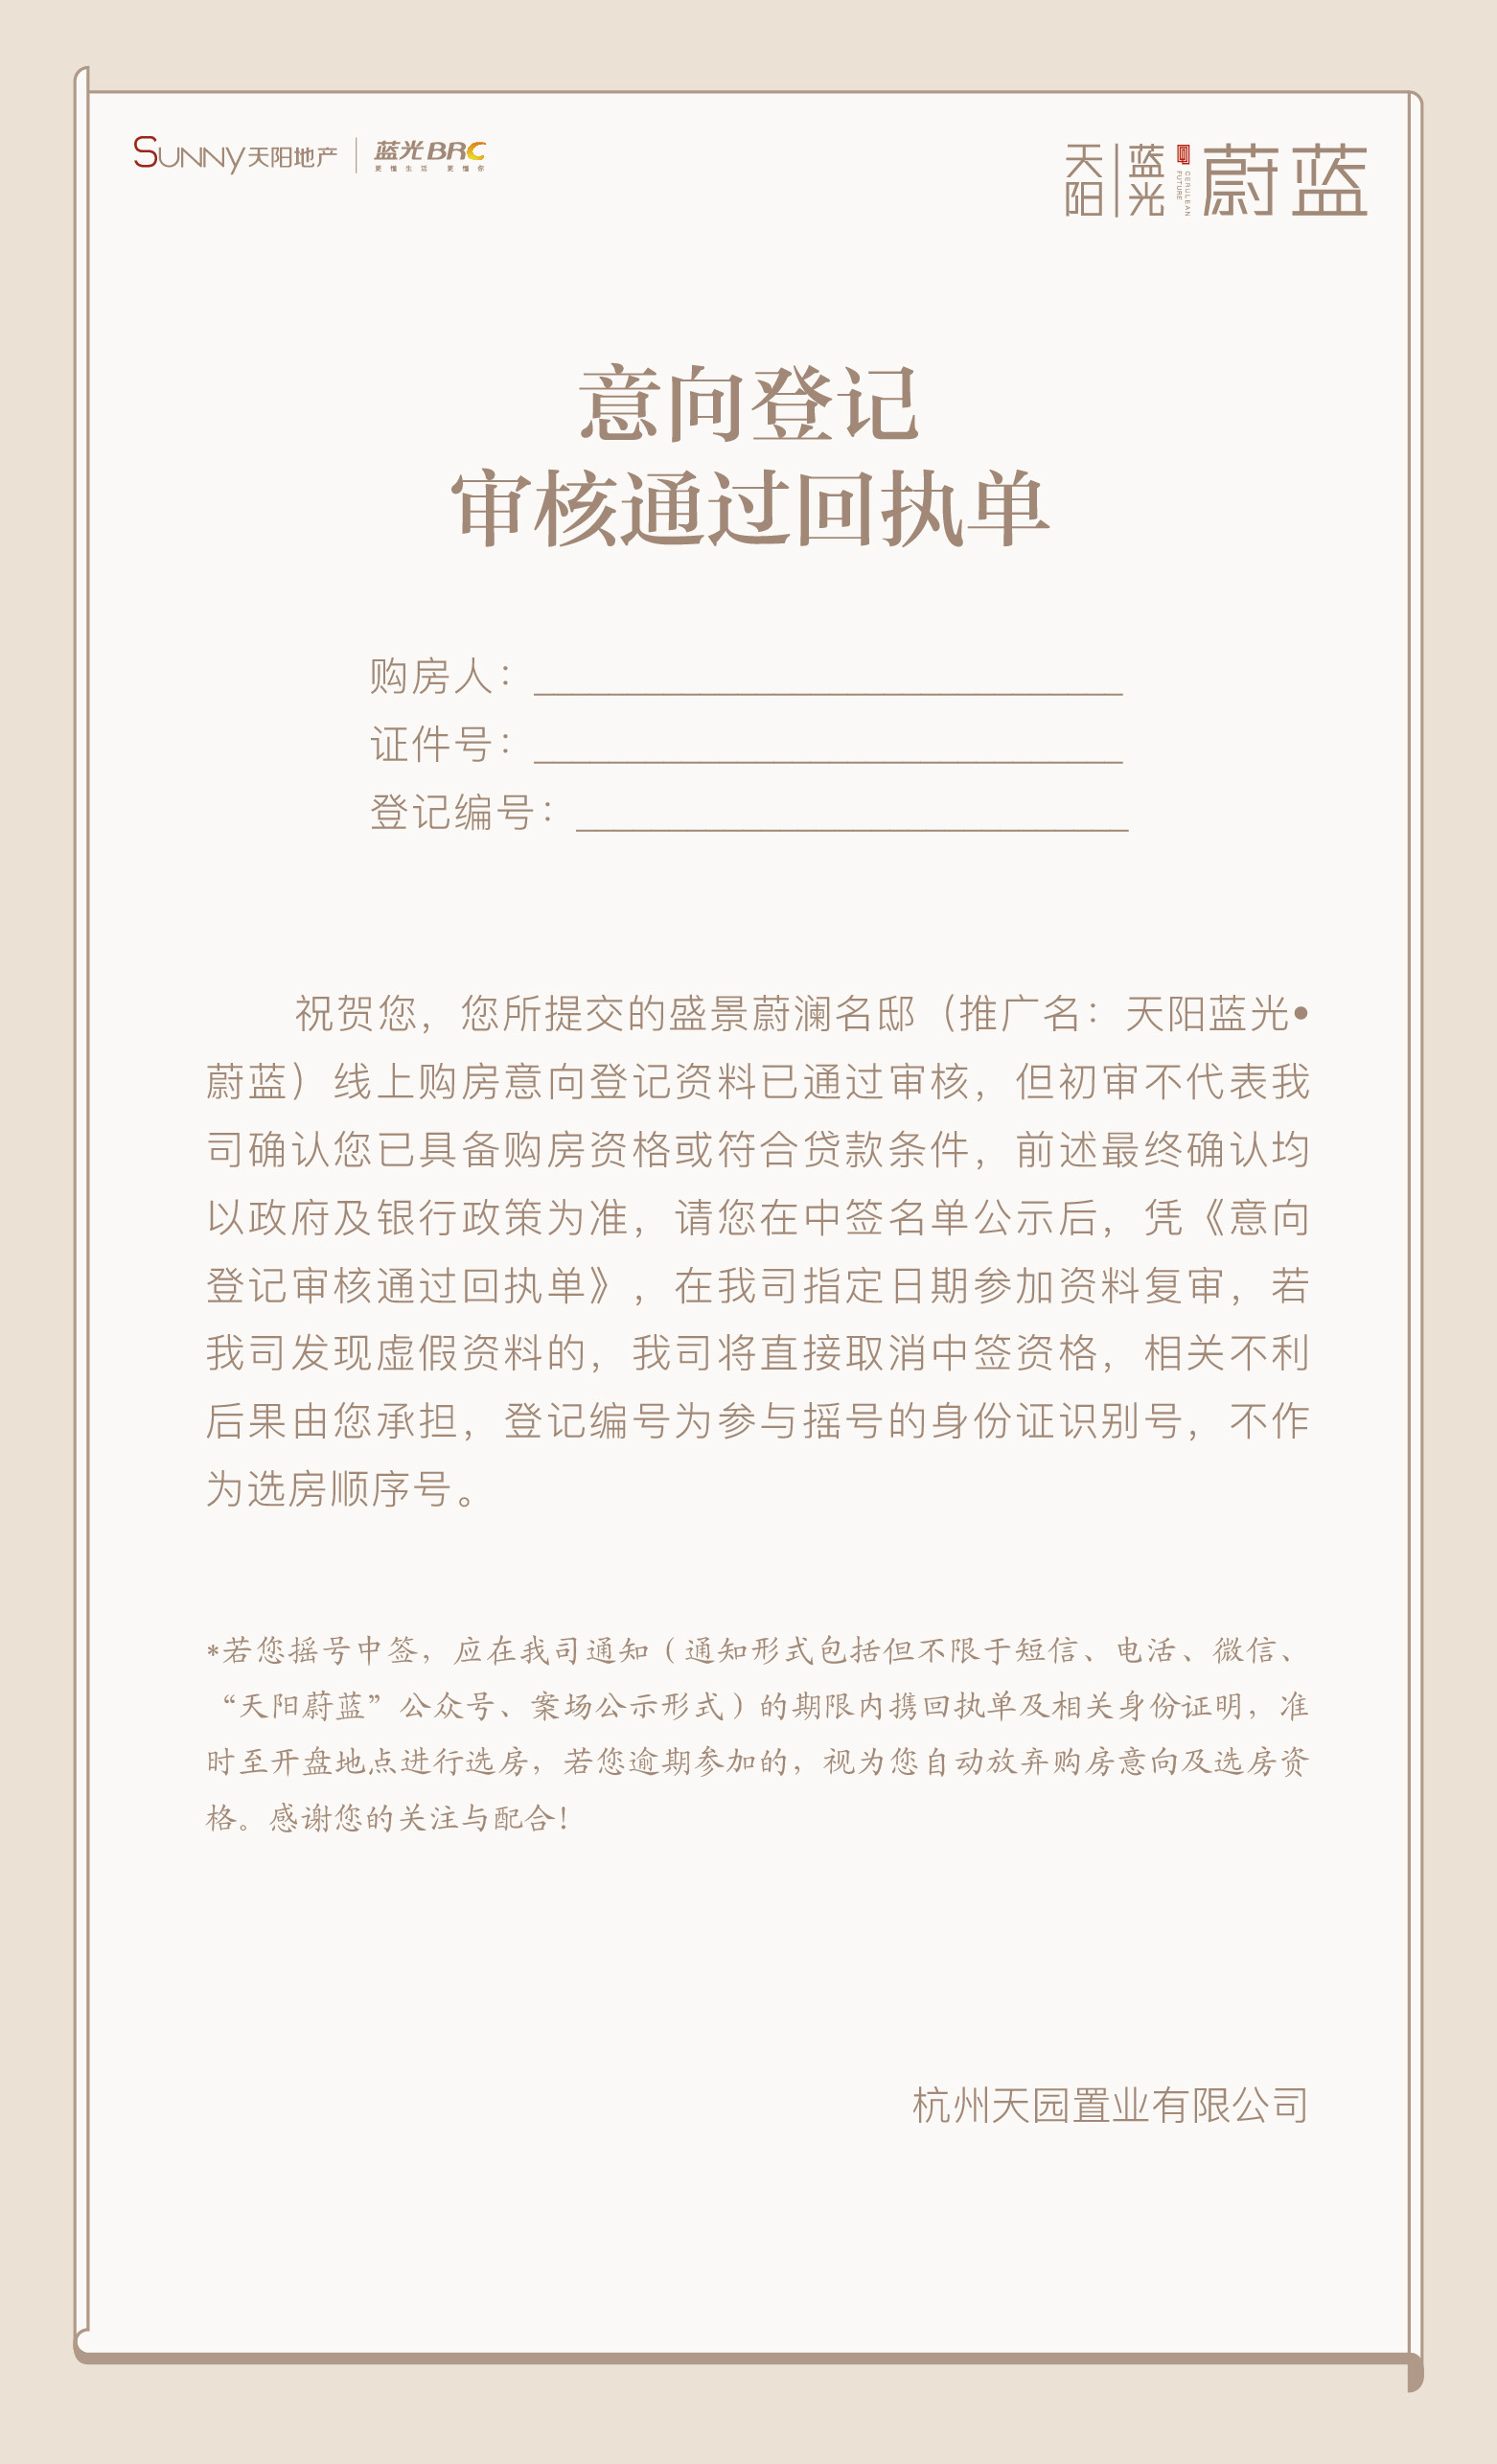 SUNNY天阳地产 蓝光BRC
更懂生活 更懂你
天阳 蓝光 CERULEAN FUTURE 蔚蓝
意向登记
审核通过回执单
购房人：
证件号：
登记编号：
祝贺您，您所提交的盛景蔚澜名邸（推广名：天阳蓝光•
蔚蓝）线上购房意向登记资料已通过审核，但初审不代表我
司确认您已具备购房资格或符合贷款条件，前述最终确认均
以政府及银行政策为准，请您在中签名单公示后，凭《意向
登记审核通过回执单》，在我司指定日期参加资料复审，若
我司发现虚假资料的，我司将直接取消中签资格，相关不利
后果由您承担，登记编号为参与摇号的身份证识别号，不作
为选房顺序号。
*若您摇号中签，应在我司通知（通知形式包括但不限于短信、电活、微信、
“天阳蔚蓝”公众号、案场公示形式）的期限内携回执单及相关身份证明，准
时至开盘地点进行选房，若您逾期参加的，视为您自动放弃购房意向及选房资
格。感谢您的关注与配合！
杭州天园置业有限公司